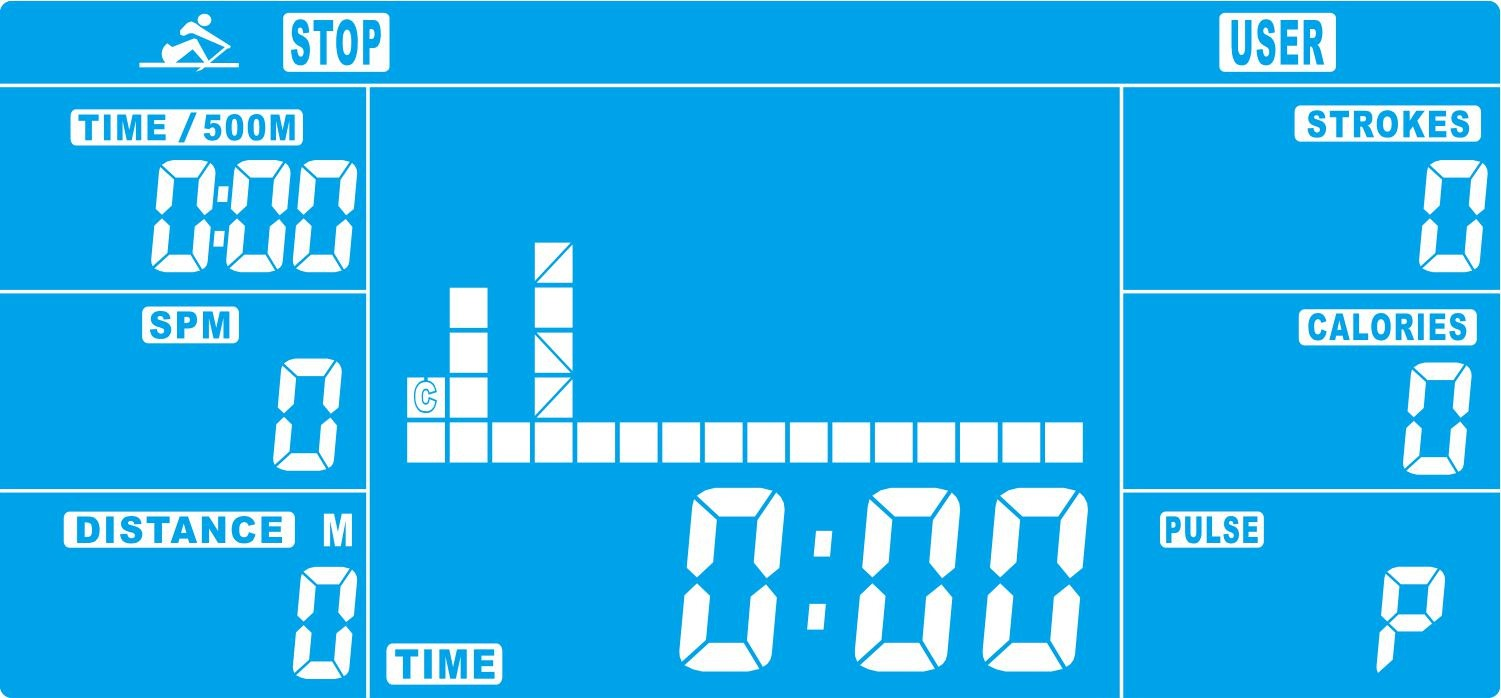 STOP
USER
TIME / 500M
0:00
SPM
0
DISTANCE M
0
C
TIME
0:00
STROKES
0
CALORIES
0
PULSE
P